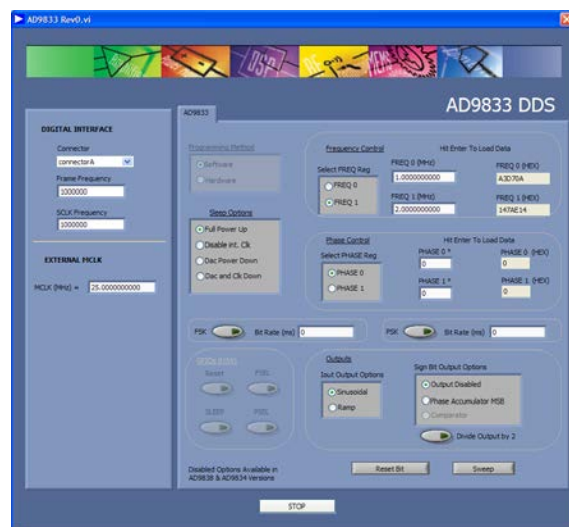 AD9833 Rev0.vi
DSP
RF
MEMS
AD9833 DDS
AD9833
DIGITAL INTERFACE
Connector
connector A
Frame Frequency
1000000
SCLK Frequency
1000000
EXTERNAL MCLK
MCLK (MHz) = 25.0000000000
Programming Method
Software
Hardware
Sleep Options
Full Power Up
Disable int. Clk
Dac Power Down
Dac and Clk Down
Frequency Control
Hit Enter To Load Data
Select FREQ Reg
FREQ 0
FREQ 1
FREQ 0 (MHz)
1.0000000000
FREQ 0 (HEX)
A3D70A
FREQ 1 (MHz)
2.0000000000
FREQ 1 (HEX)
147AE14
Phase Control
Hit Enter To Load Data
Select PHASE Reg
PHASE 0
PHASE 1
PHASE 0 °
0
PHASE 0 (HEX)
0
PHASE 1 °
0
PHASE 1 (HEX)
0
FSK
Bit Rate (ms) 0
PSK
Bit Rate (ms) 0
Reset
FSEL
SLEEP
PSEL
Outputs
Iout Output Options
Sinusoidal
Ramp
Sign Bit Output Options
Output Disabled
Phase Accumulator MSB
Comparator
Divide Output by 2
Disabled Options Available in
AD9838 & AD9834 Versions
Reset Bit
Sweep
STOP